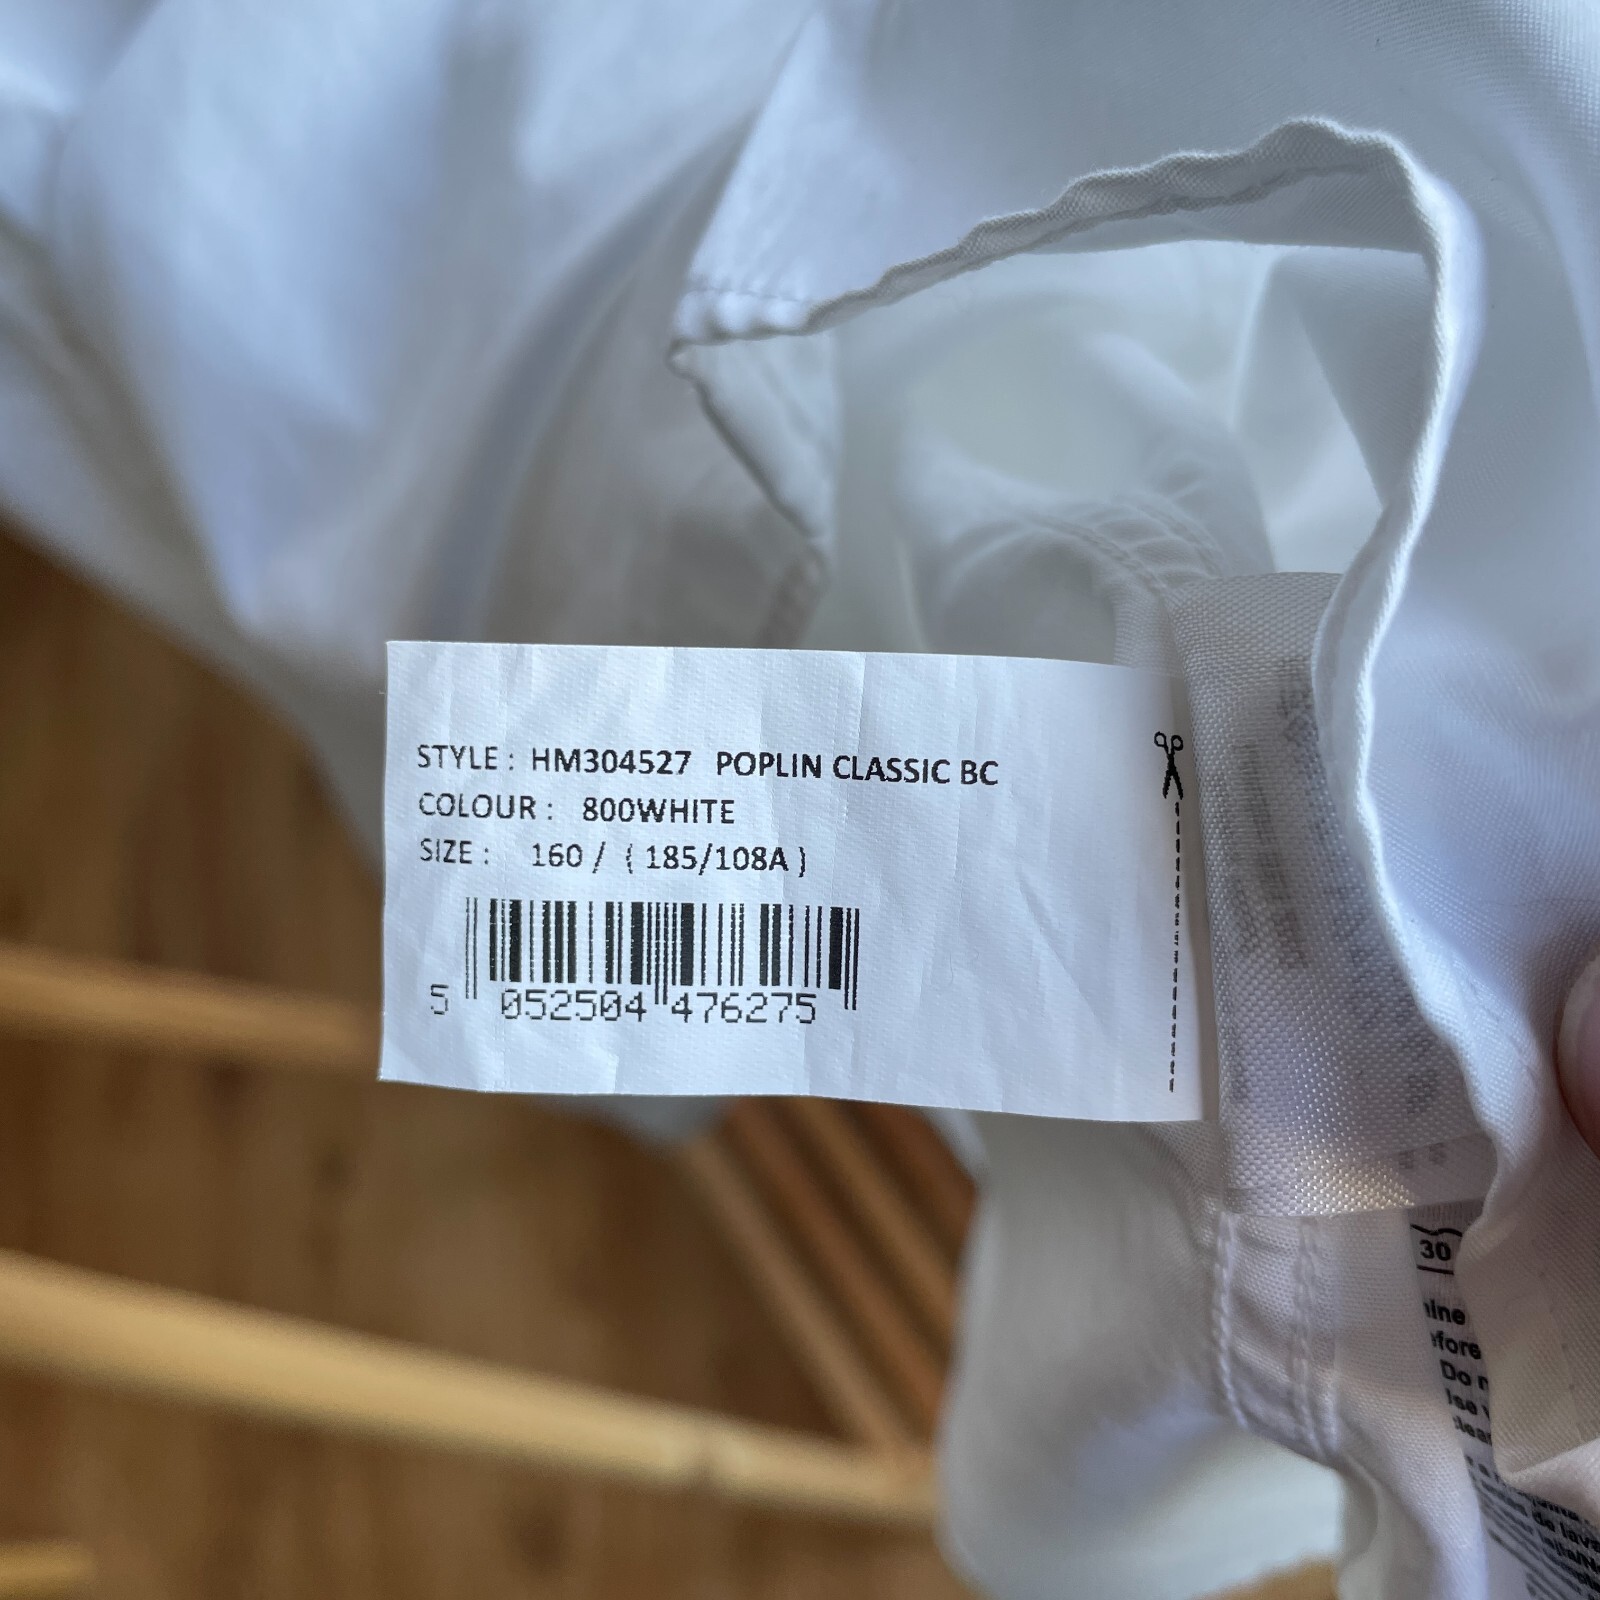 STYLE : HM304527 POPLIN CLASSIC BC
COLOUR : 800WHITE
SIZE : 160 / ( 185/108A )
5 052504 476275
30